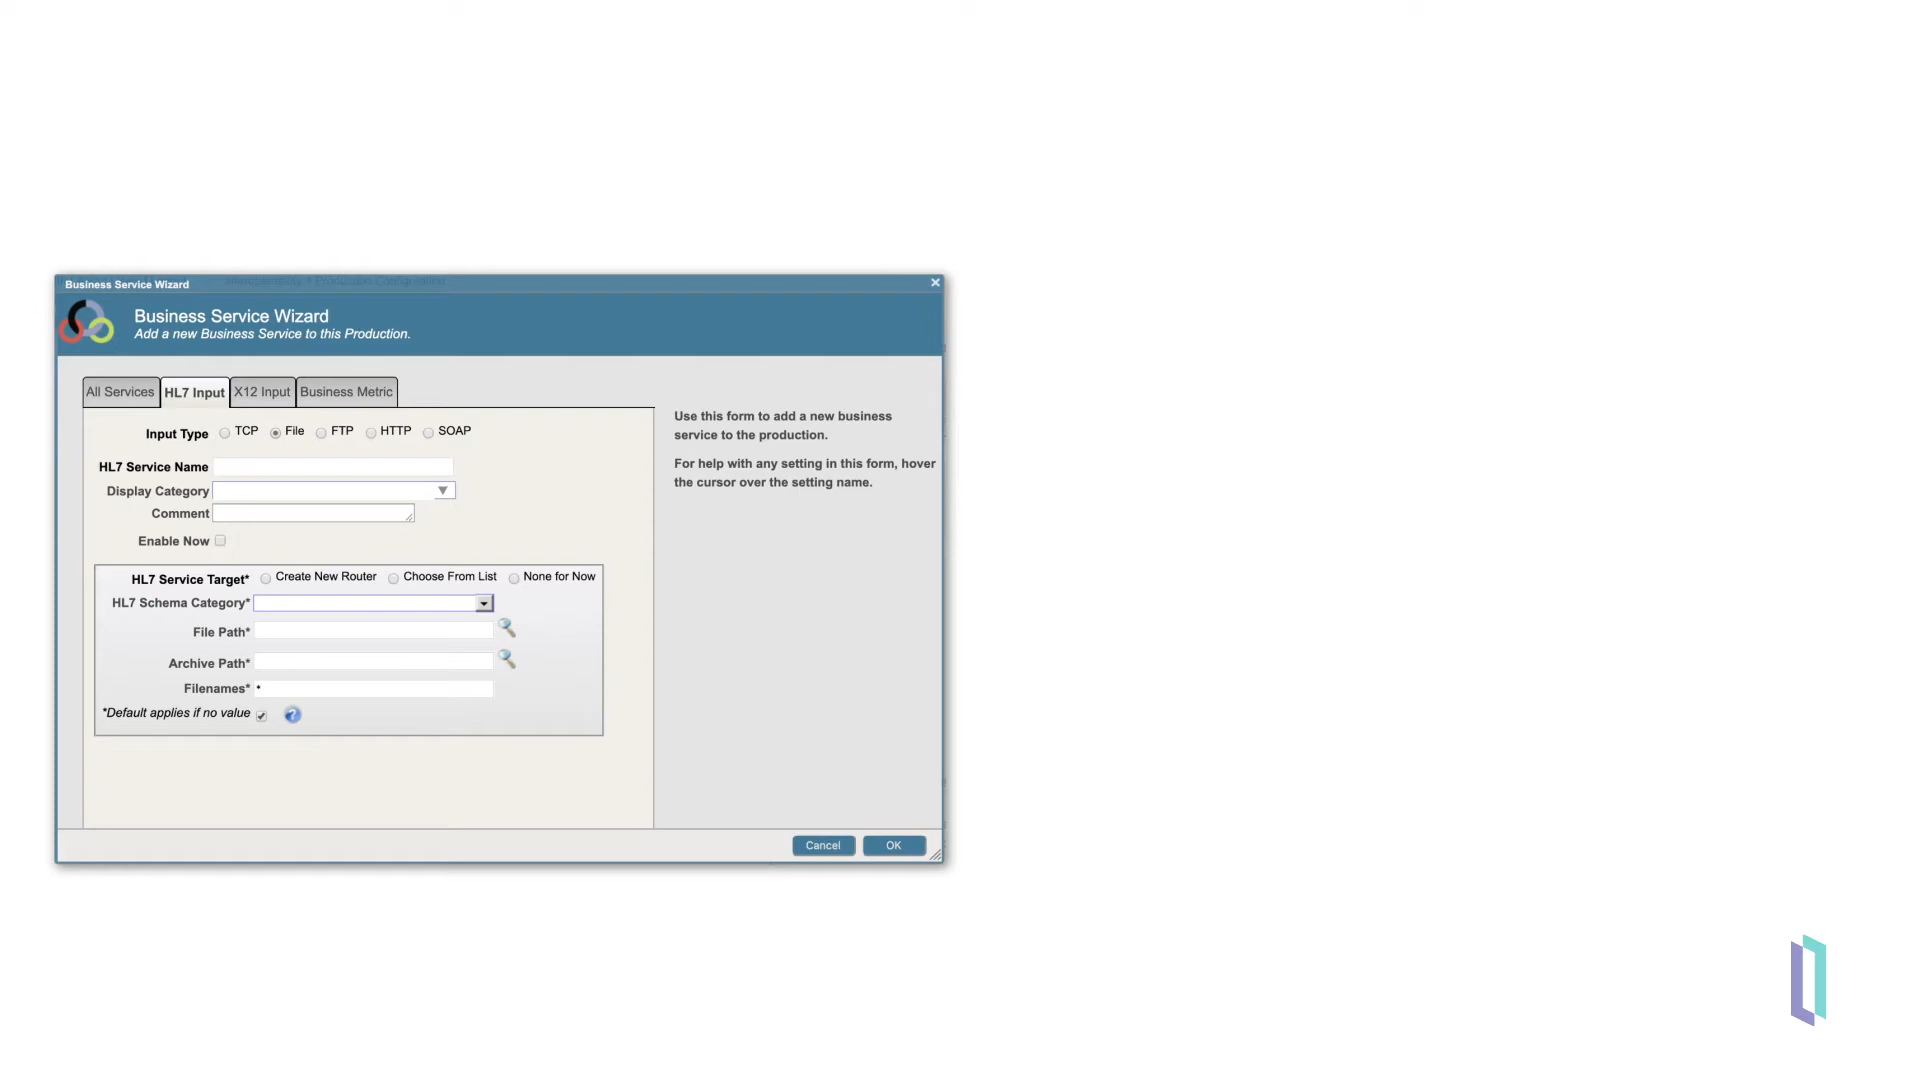 Business Service Wizard
Business Service Wizard
Add a new Business Service to this Production.
All Services HL7 Input X12 Input Business Metric
Input Type TCP File FTP HTTP SOAP
HL7 Service Name
Display Category
Comment
Enable Now
HL7 Service Target* Create New Router Choose From List None for Now
HL7 Schema Category*
File Path*
Archive Path*
Filenames* *
*Default applies if no value
Use this form to add a new business
service to the production.
For help with any setting in this form, hover
the cursor over the setting name.
Cancel OK